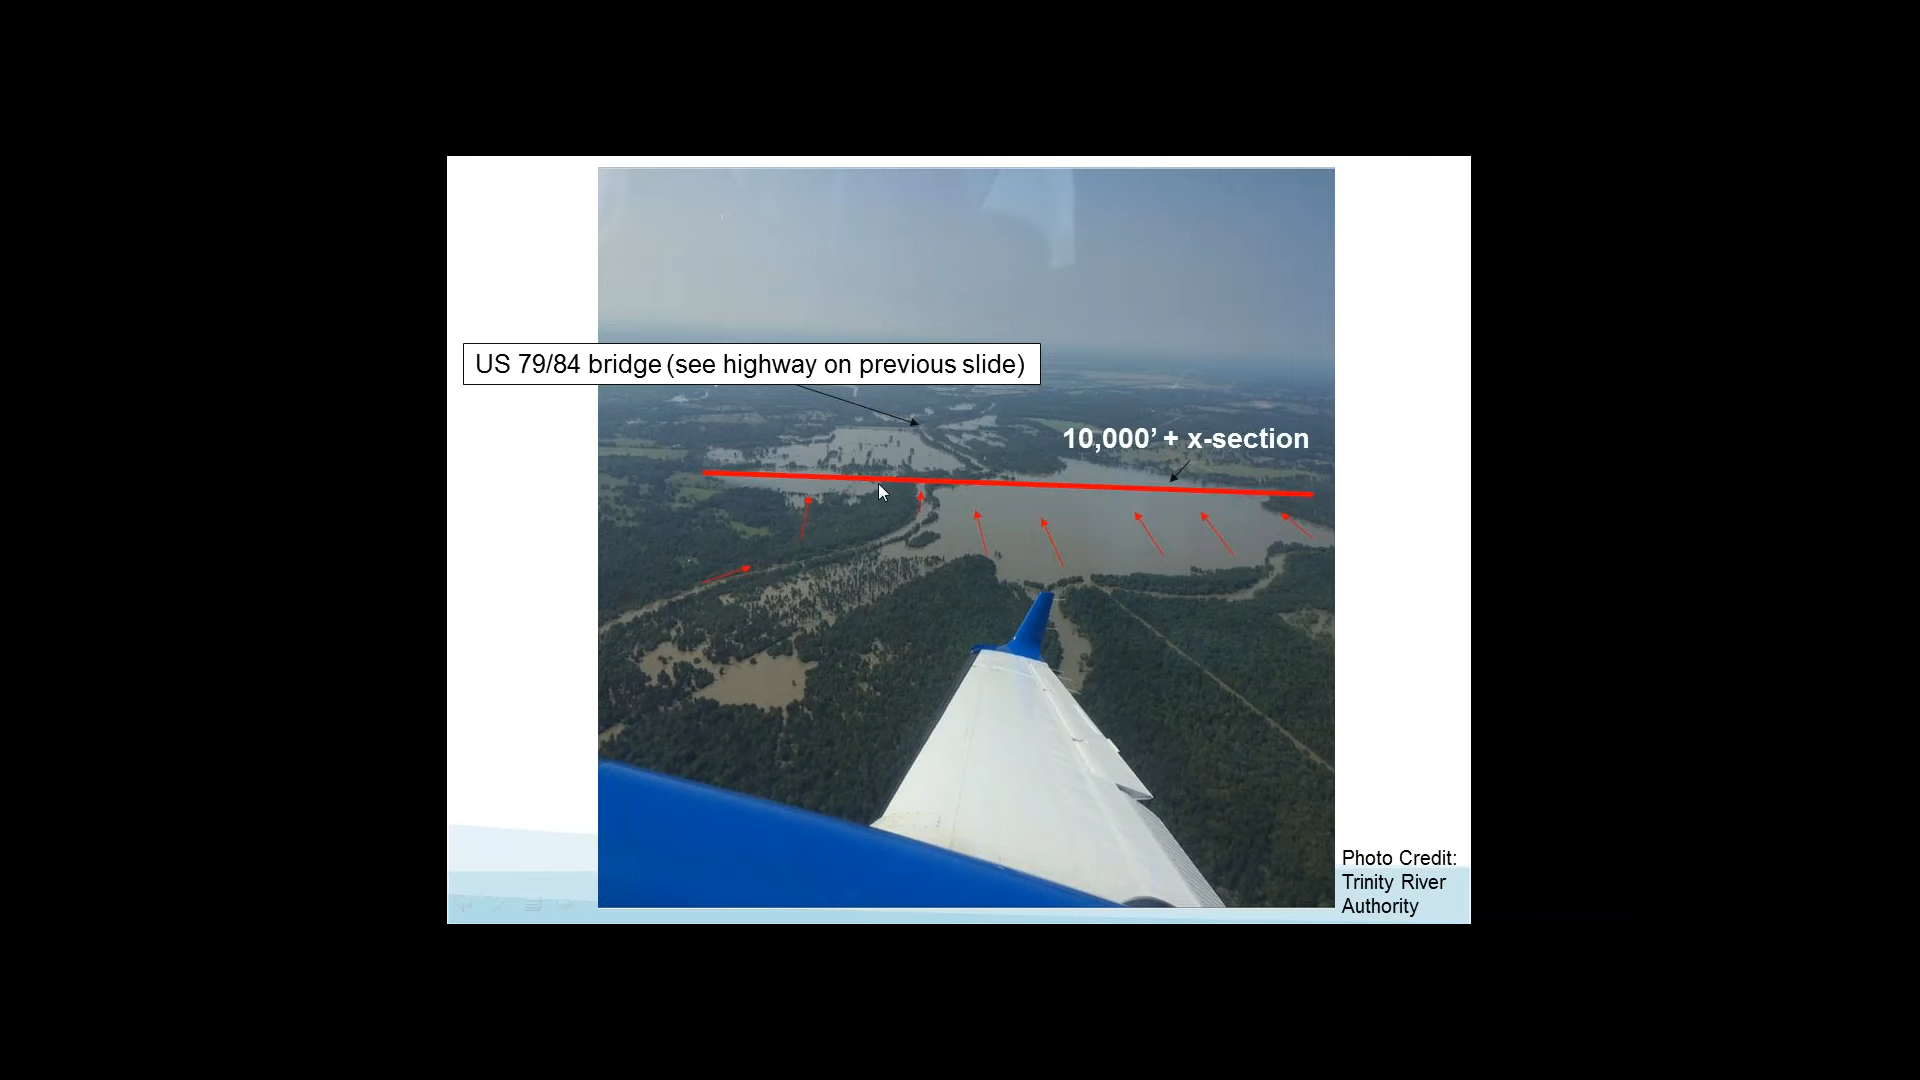 US 79/84 bridge (see highway on previous slide)
10,000’ + x-section
Photo Credit:
Trinity River
Authority